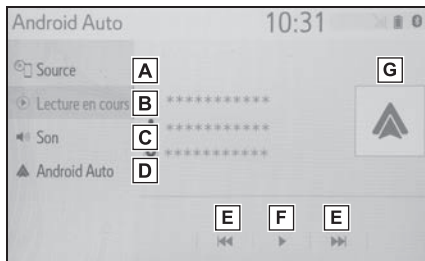 Android Auto 10:31
Source A G
Lecture en cours B ***********
Son C ***********
***********
Android Auto D
E F E